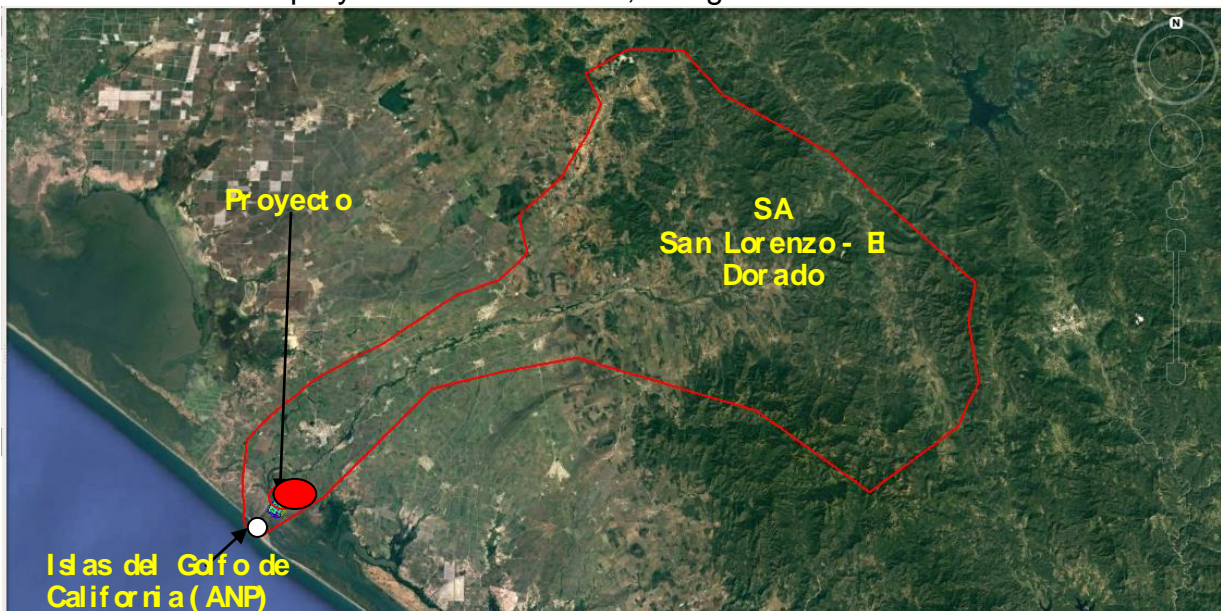 N
Proyecto
SA
San Lorenzo - El
Dorado
Islas del Golfo de
California (ANP)